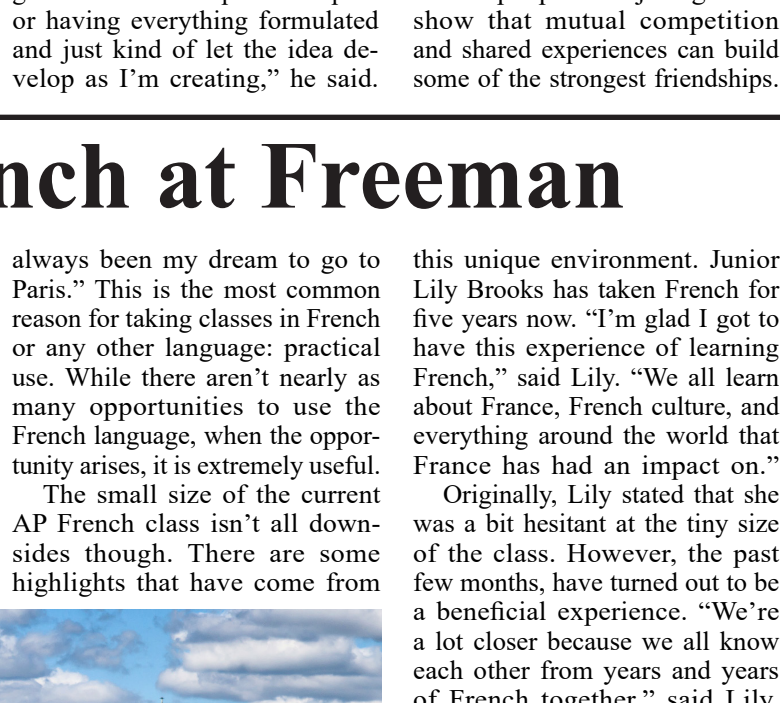 or having everything formulated
and just kind of let the idea de-
velop as I’m creating,” he said.
show that mutual competition
and shared experiences can build
some of the strongest friendships.
nch at Freeman
always been my dream to go to
Paris.” This is the most common
reason for taking classes in French
or any other language: practical
use. While there aren’t nearly as
many opportunities to use the
French language, when the oppor-
tunity arises, it is extremely useful.
The small size of the current
AP French class isn’t all down-
sides though. There are some
highlights that have come from
this unique environment. Junior
Lily Brooks has taken French for
five years now. “I’m glad I got to
have this experience of learning
French,” said Lily. “We all learn
about France, French culture, and
everything around the world that
France has had an impact on.”
Originally, Lily stated that she
was a bit hesitant at the tiny size
of the class. However, the past
few months, have turned out to be
a beneficial experience. “We’re
a lot closer because we all know
each other from years and years
of French together,” said Lily.